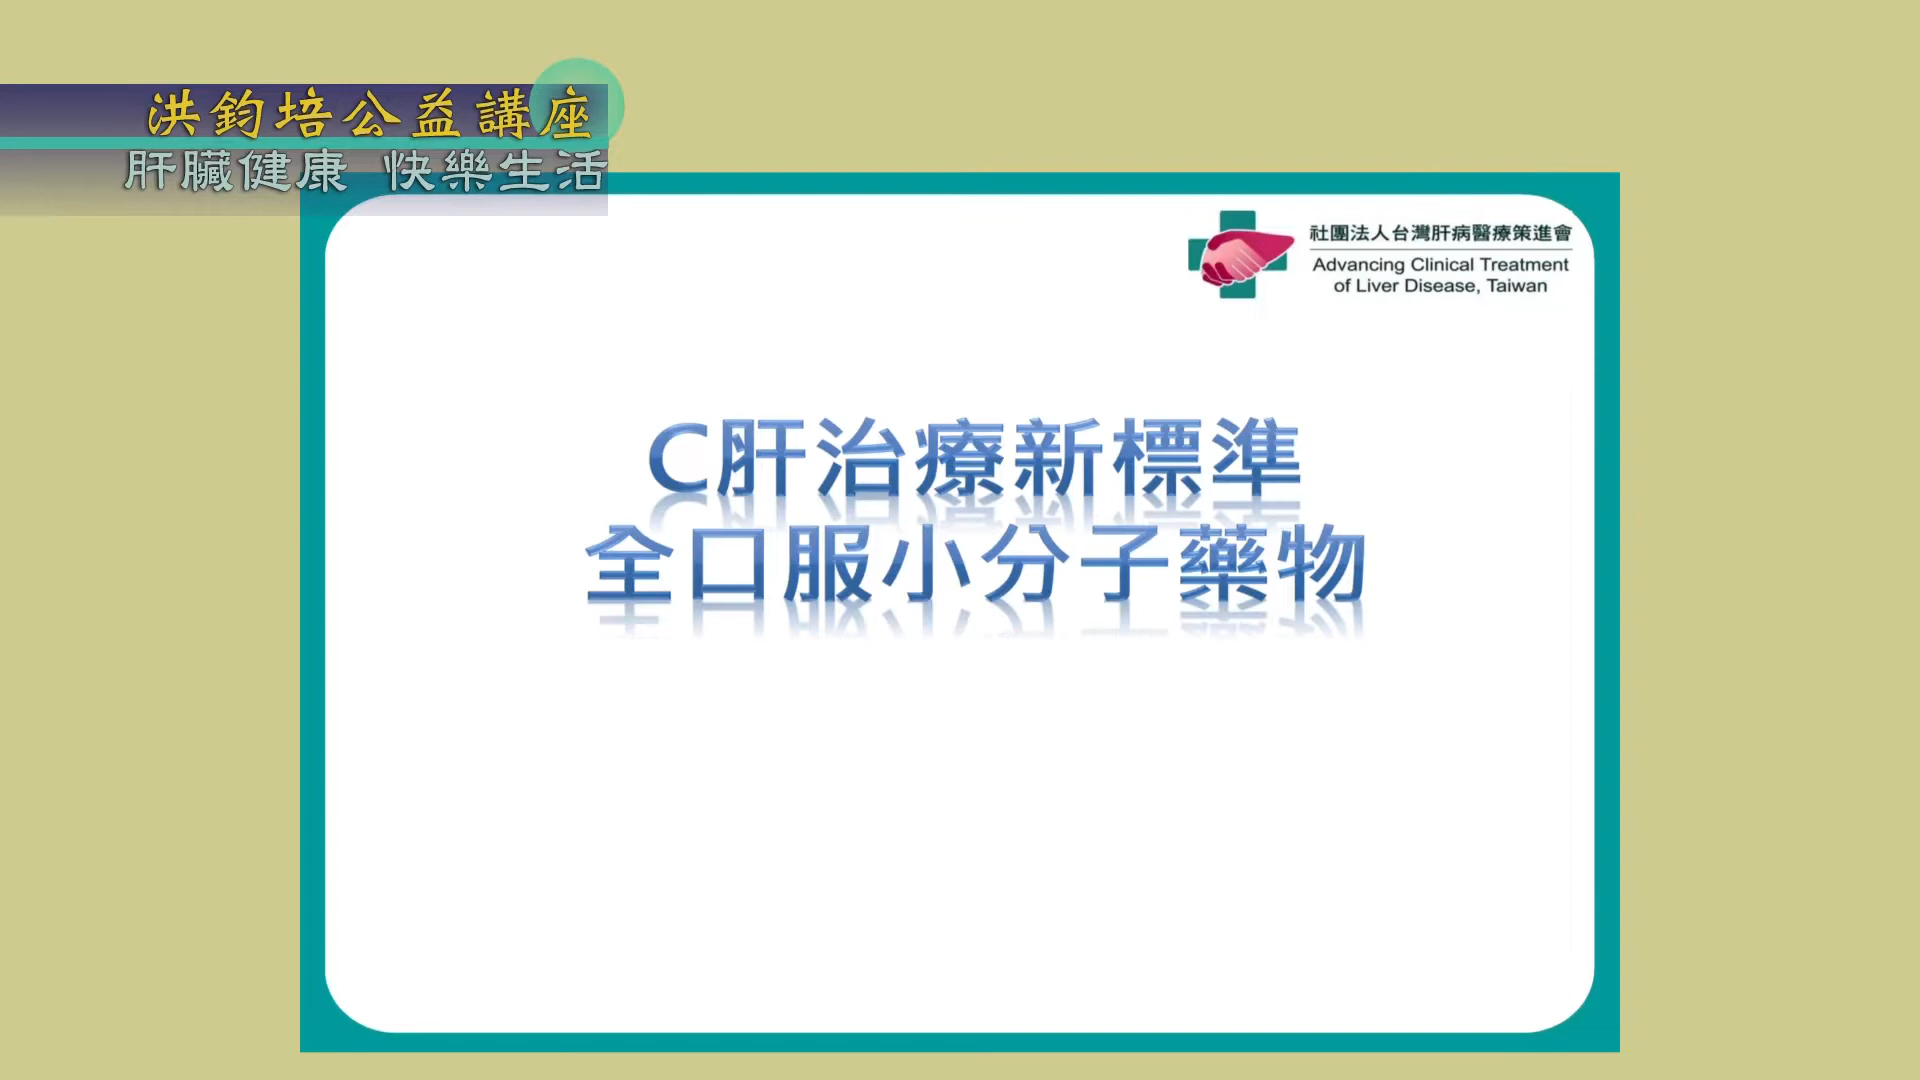 洪鈞培公益講座
肝臟健康 快樂生活
社團法人台灣肝病醫療策進會
Advancing Clinical Treatment
of Liver Disease, Taiwan
C肝治療新標準
全口服小分子藥物